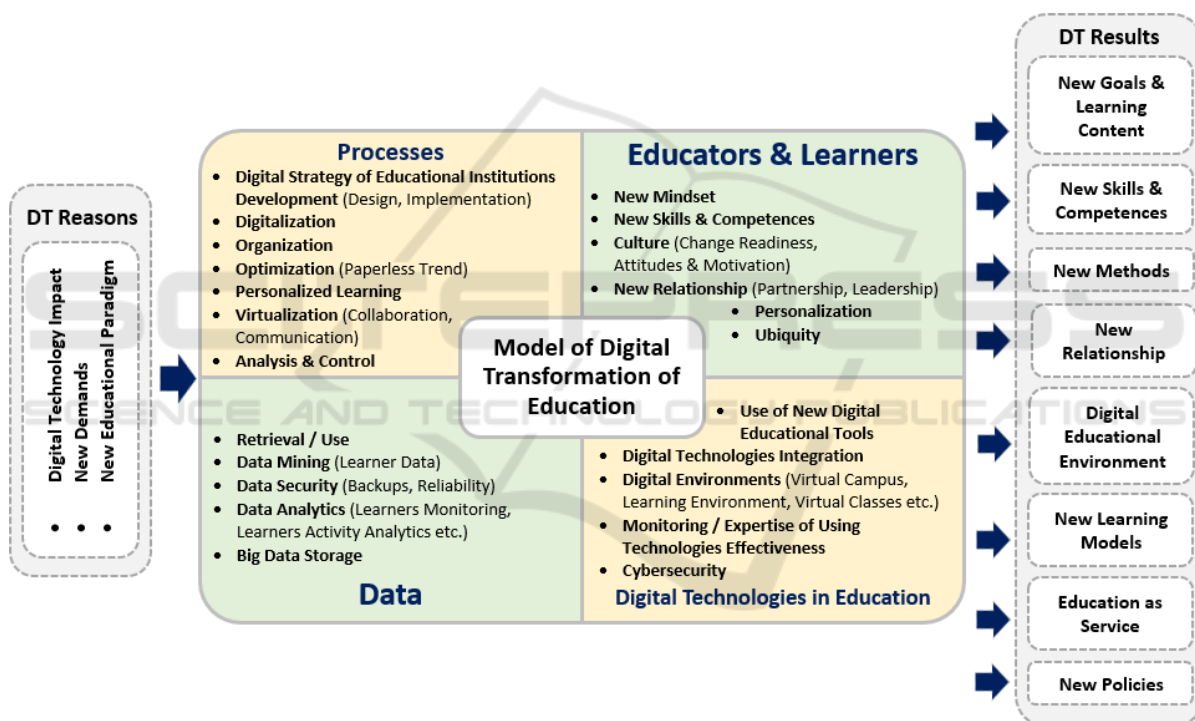 DT Reasons
Digital Technology Impact
New Demands
New Educational Paradigm
Processes
• Digital Strategy of Educational Institutions
Development (Design, Implementation)
• Digitalization
• Organization
• Optimization (Paperless Trend)
• Personalized Learning
• Virtualization (Collaboration,
Communication)
• Analysis & Control
Educators & Learners
• New Mindset
• New Skills & Competences
• Culture (Change Readiness,
Attitudes & Motivation)
• New Relationship (Partnership, Leadership)
• Personalization
• Ubiquity
Model of Digital
Transformation of
Education
• Retrieval / Use
• Data Mining (Learner Data)
• Data Security (Backups, Reliability)
• Data Analytics (Learners Monitoring,
Learners Activity Analytics etc.)
• Big Data Storage
Data
• Use of New Digital
Educational Tools
• Digital Technologies Integration
• Digital Environments (Virtual Campus,
Learning Environment, Virtual Classes etc.)
• Monitoring / Expertise of Using
Technologies Effectiveness
• Cybersecurity
Digital Technologies in Education
DT Results
New Goals &
Learning
Content
New Skills &
Competences
New Methods
New
Relationship
Digital
Educational
Environment
New Learning
Models
Education as
Service
New Policies
SCITEPRESS
SCIENCE AND TECHNOLOGY PUBLICATIONS